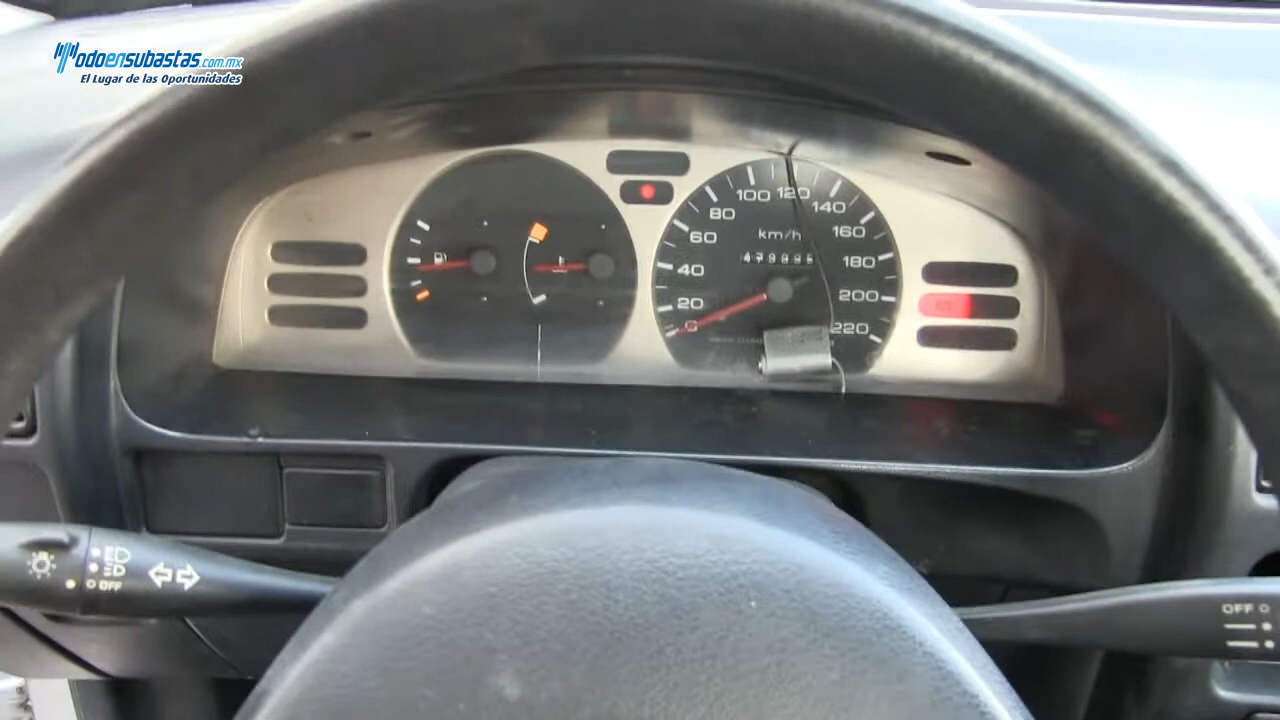 Todoensubastas.com.mx
El Lugar de las Oportunidades
100 120 140
80 160
60 km/h 180
40 200
20 220
0
OFF
OFF